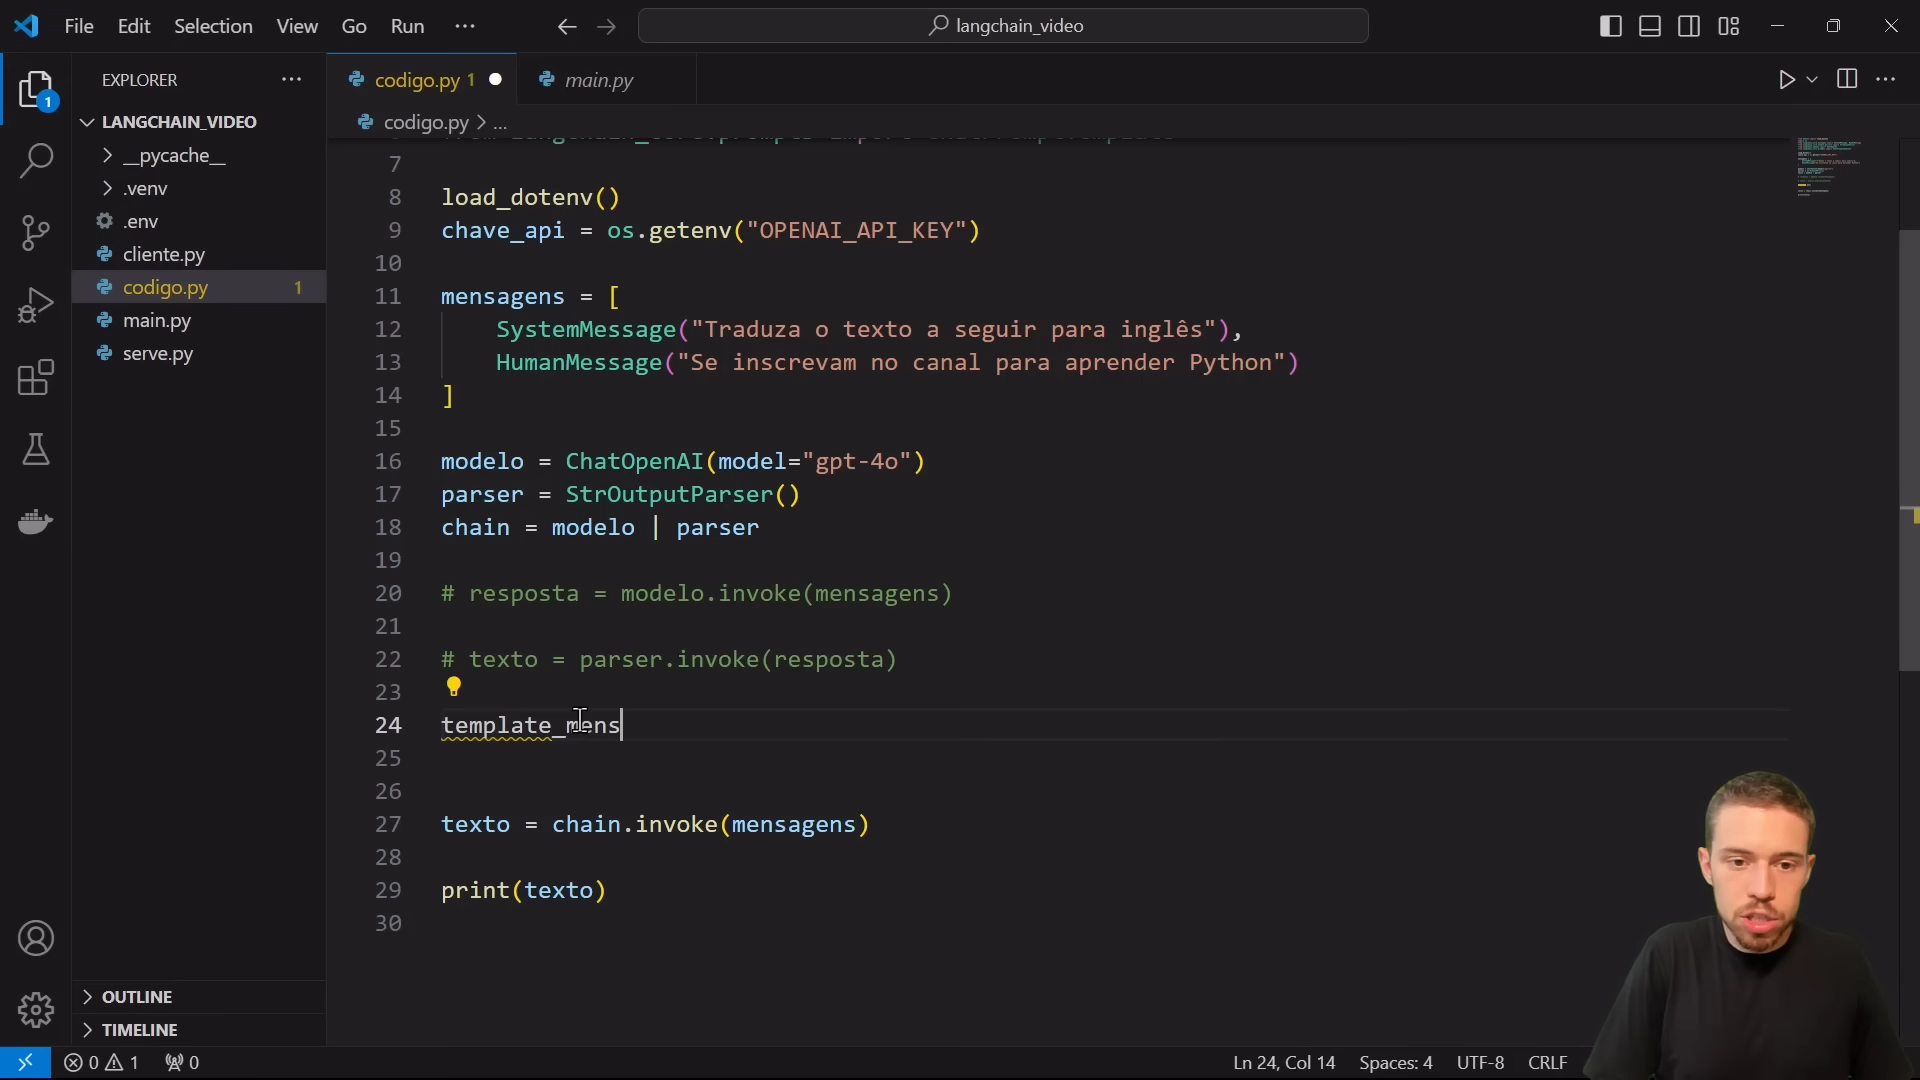 File Edit Selection View Go Run ··· langchain_video
EXPLORER ···
LANGCHAIN_VIDEO
__pycache__
.venv
.env
cliente.py
codigo.py 1
main.py
serve.py
OUTLINE
TIMELINE
1
codigo.py 1 main.py
codigo.py > ...
7
8 load_dotenv()
9 chave_api = os.getenv("OPENAI_API_KEY")
10
11 mensagens = [
12 SystemMessage("Traduza o texto a seguir para inglês"),
13 HumanMessage("Se inscrevam no canal para aprender Python")
14 ]
15
16 modelo = ChatOpenAI(model="gpt-4o")
17 parser = StrOutputParser()
18 chain = modelo | parser
19
20 # resposta = modelo.invoke(mensagens)
21
22 # texto = parser.invoke(resposta)
23
24 template_mens
25
26
27 texto = chain.invoke(mensagens)
28
29 print(texto)
30
0 1 0 Ln 24, Col 14 Spaces: 4 UTF-8 CRLF